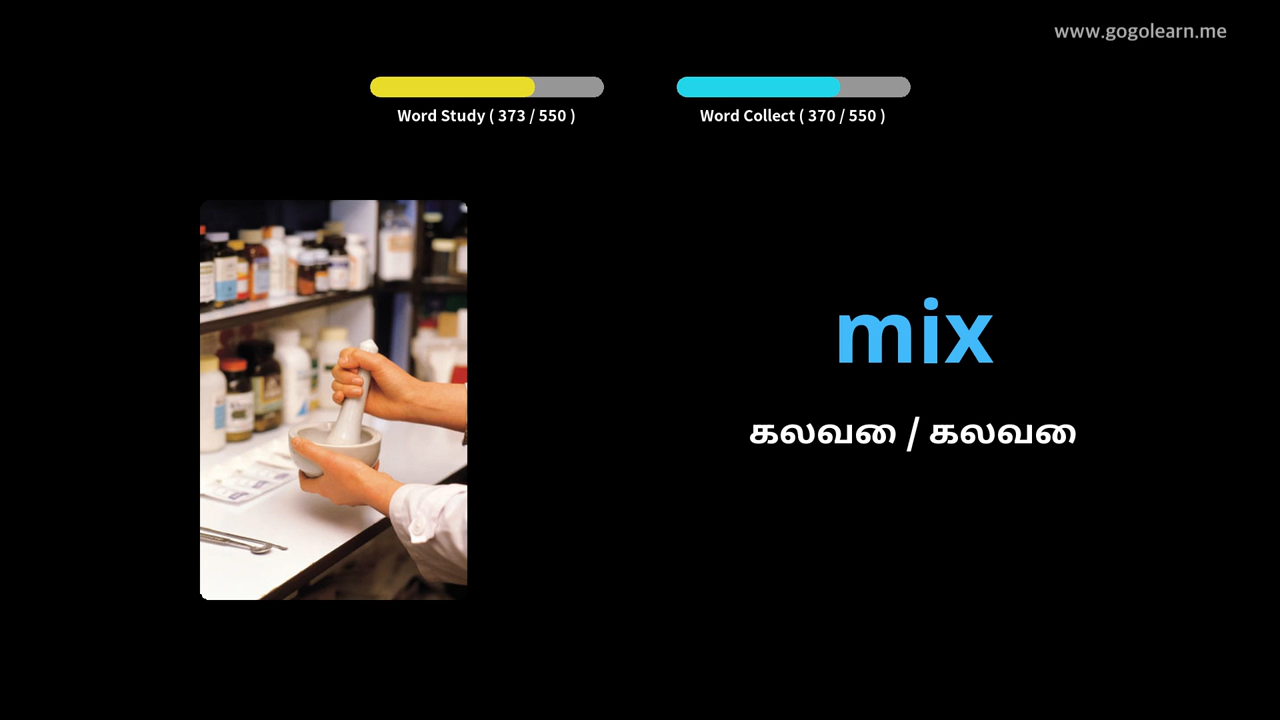 www.gogolearn.me
Word Study ( 373 / 550 )
Word Collect ( 370 / 550 )
mix
கலவை / கலவை